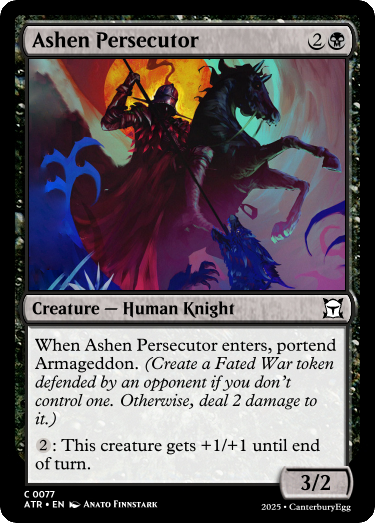 Ashen Persecutor 2
Creature — Human Knight
When Ashen Persecutor enters, portend
Armageddon. (Create a Fated War token
defended by an opponent if you don't
control one. Otherwise, deal 2 damage to
it.)
2: This creature gets +1/+1 until end
of turn.
3/2
C 0077
ATR • EN Anato Finnstark
2025 • CanterburyEgg